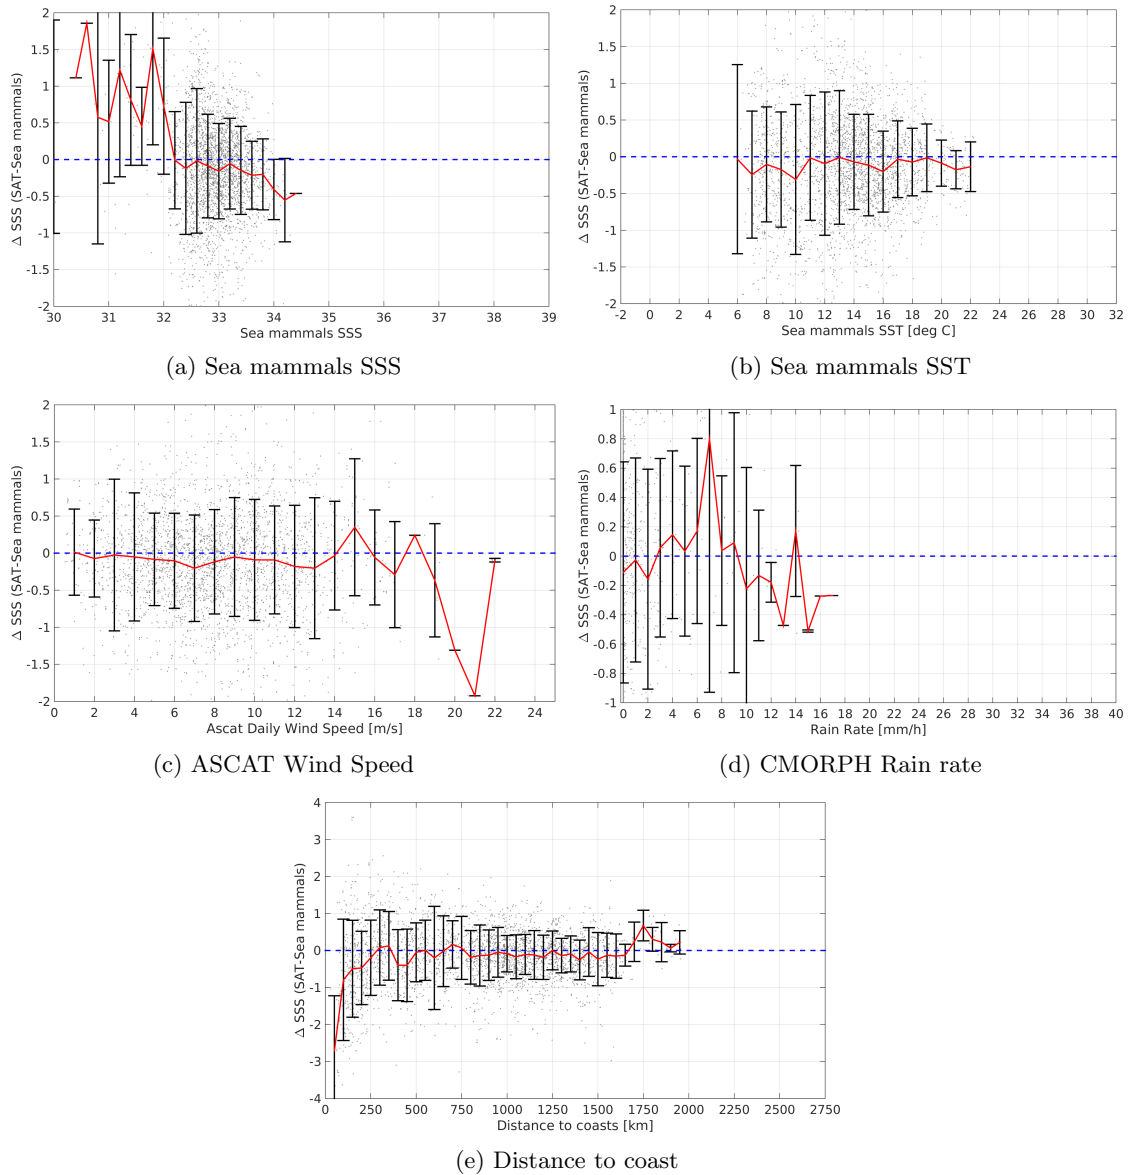 2
1.5
1
0.5
0
-0.5
-1
-1.5
-2
Δ SSS (SAT-Sea mammals)
30 31 32 33 34 35 36 37 38 39
Sea mammals SSS
(a) Sea mammals SSS
2
1.5
1
0.5
0
-0.5
-1
-1.5
-2
Δ SSS (SAT-Sea mammals)
-2 0 2 4 6 8 10 12 14 16 18 20 22 24 26 28 30 32
Sea mammals SST [deg C]
(b) Sea mammals SST
2
1.5
1
0.5
0
-0.5
-1
-1.5
-2
Δ SSS (SAT-Sea mammals)
0 2 4 6 8 10 12 14 16 18 20 22 24
Ascat Daily Wind Speed [m/s]
(c) ASCAT Wind Speed
1
0.8
0.6
0.4
0.2
0
-0.2
-0.4
-0.6
-0.8
-1
Δ SSS (SAT-Sea mammals)
0 2 4 6 8 10 12 14 16 18 20 22 24 26 28 30 32 34 36 38 40
Rain Rate [mm/h]
(d) CMORPH Rain rate
4
3
2
1
0
-1
-2
-3
-4
Δ SSS (SAT-Sea mammals)
0 250 500 750 1000 1250 1500 1750 2000 2250 2500 2750
Distance to coasts [km]
(e) Distance to coast